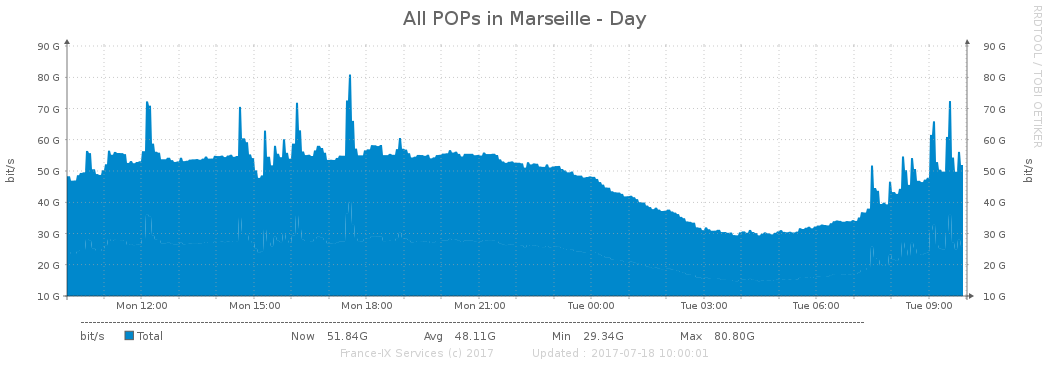 All POPs in Marseille - Day
RRDTOOL / TOBI OETIKER
90 G 90 G
80 G 80 G
70 G 70 G
60 G 60 G
50 G 50 G
40 G 40 G
30 G 30 G
20 G 20 G
10 G 10 G
bit/s bit/s
Mon 12:00 Mon 15:00 Mon 18:00 Mon 21:00 Tue 00:00 Tue 03:00 Tue 06:00 Tue 09:00
bit/s Total Now 51.84G Avg 48.11G Min 29.34G Max 80.80G
France-IX Services (c) 2017 Updated : 2017-07-18 10:00:01